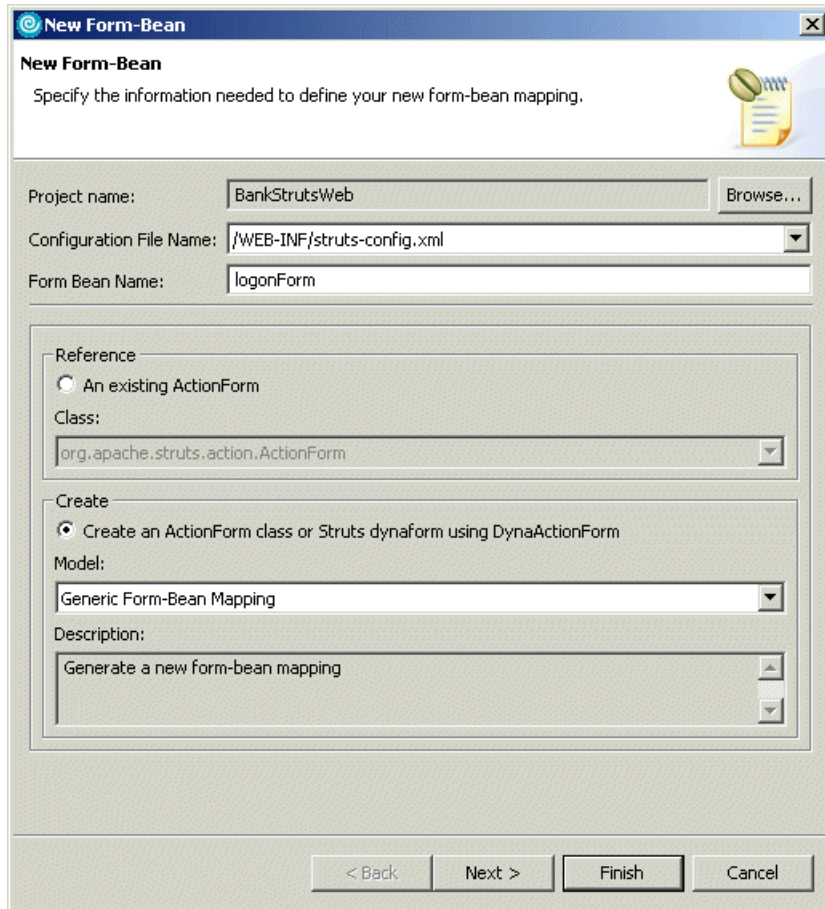 New Form-Bean
New Form-Bean
Specify the information needed to define your new form-bean mapping.
Project name: BankStrutsWeb Browse...
Configuration File Name: /WEB-INF/struts-config.xml
Form Bean Name: logonForm
Reference
An existing ActionForm
Class:
org.apache.struts.action.ActionForm
Create
Create an ActionForm class or Struts dynaform using DynaActionForm
Model:
Generic Form-Bean Mapping
Description:
Generate a new form-bean mapping
< Back Next > Finish Cancel